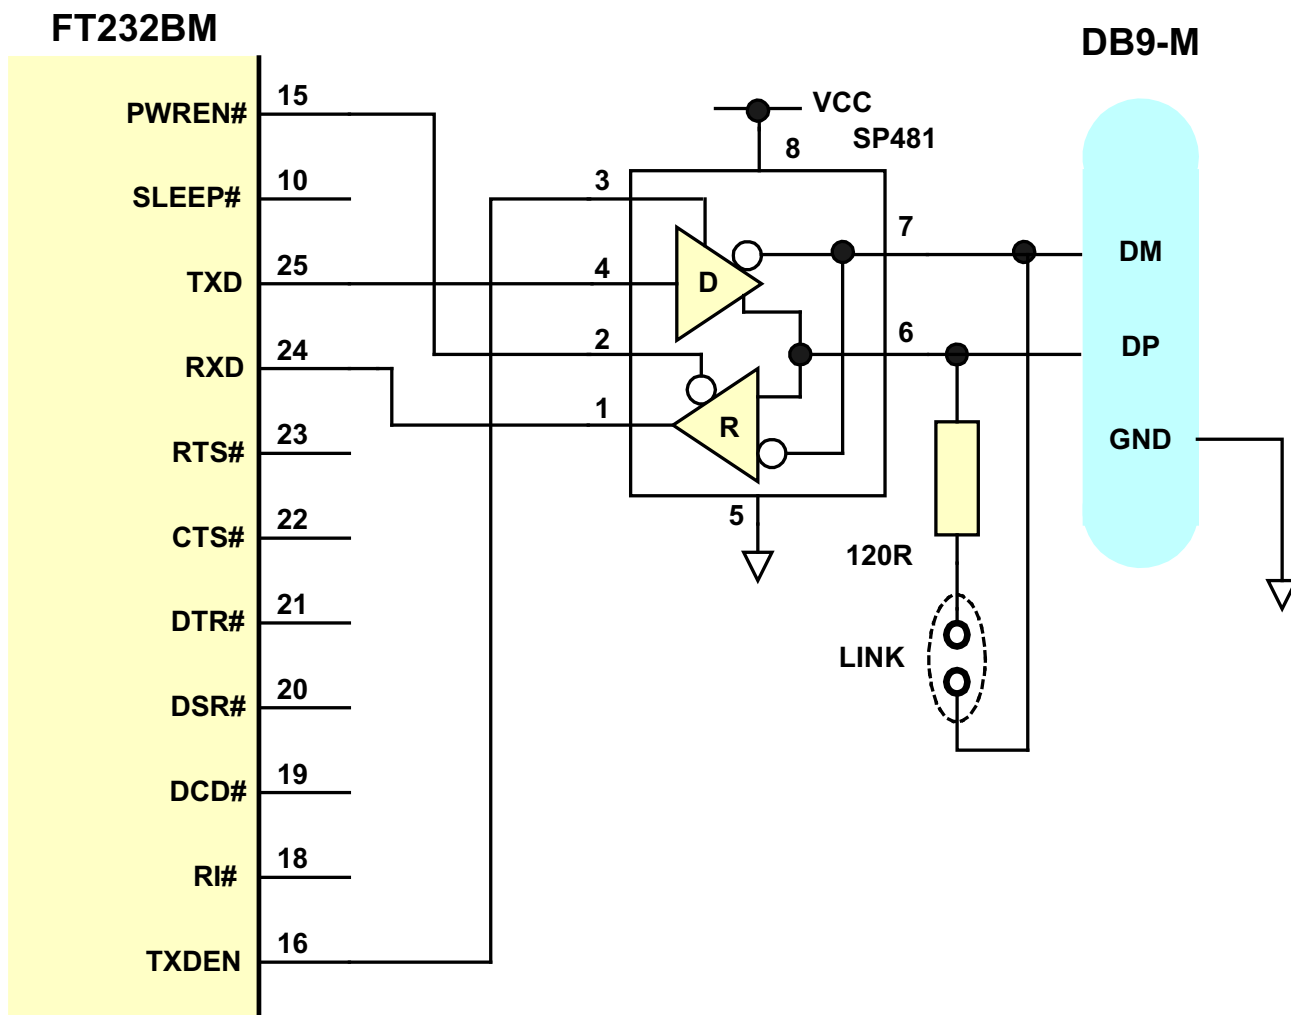 FT232BM
DB9-M
PWREN# 15
VCC
SP481
8
SLEEP# 10
3
7
DM
TXD 25
4
D
2
6
DP
RXD 24
1
R
GND
RTS# 23
5
CTS# 22
120R
DTR# 21
LINK
DSR# 20
DCD# 19
RI# 18
TXDEN 16